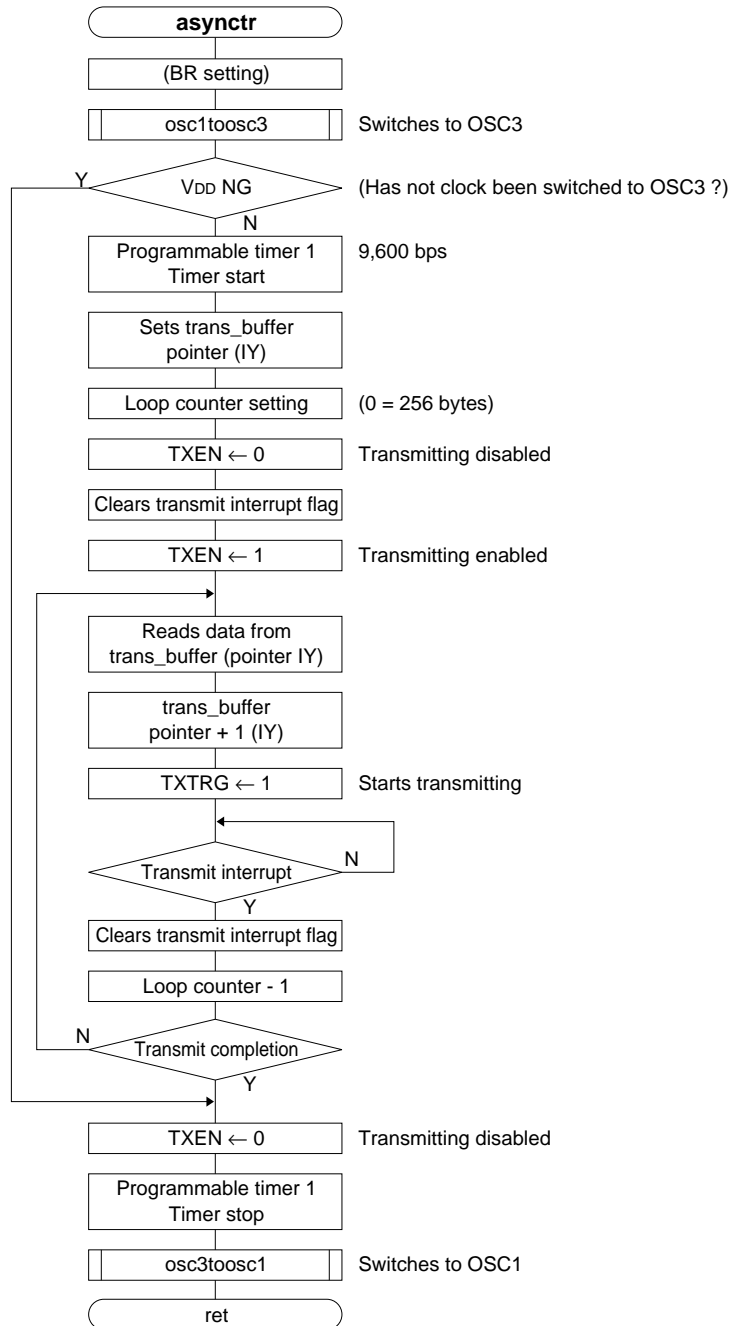 asynctr
(BR setting)
osc1toosc3 Switches to OSC3
Y VDD NG (Has not clock been switched to OSC3 ?)
N
Programmable timer 1 9,600 bps
Timer start
Sets trans_buffer
pointer (IY)
Loop counter setting (0 = 256 bytes)
TXEN ← 0 Transmitting disabled
Clears transmit interrupt flag
TXEN ← 1 Transmitting enabled
Reads data from
trans_buffer (pointer IY)
trans_buffer
pointer + 1 (IY)
TXTRG ← 1 Starts transmitting
Transmit interrupt N
Y
Clears transmit interrupt flag
Loop counter - 1
N Transmit completion
Y
TXEN ← 0 Transmitting disabled
Programmable timer 1
Timer stop
osc3toosc1 Switches to OSC1
ret